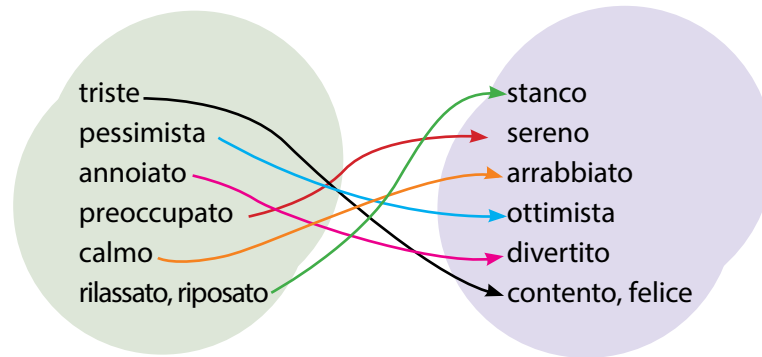 triste
pessimista
annoiato
preoccupato
calmo
rilassato, riposato
stanco
sereno
arrabbiato
ottimista
divertito
contento, felice